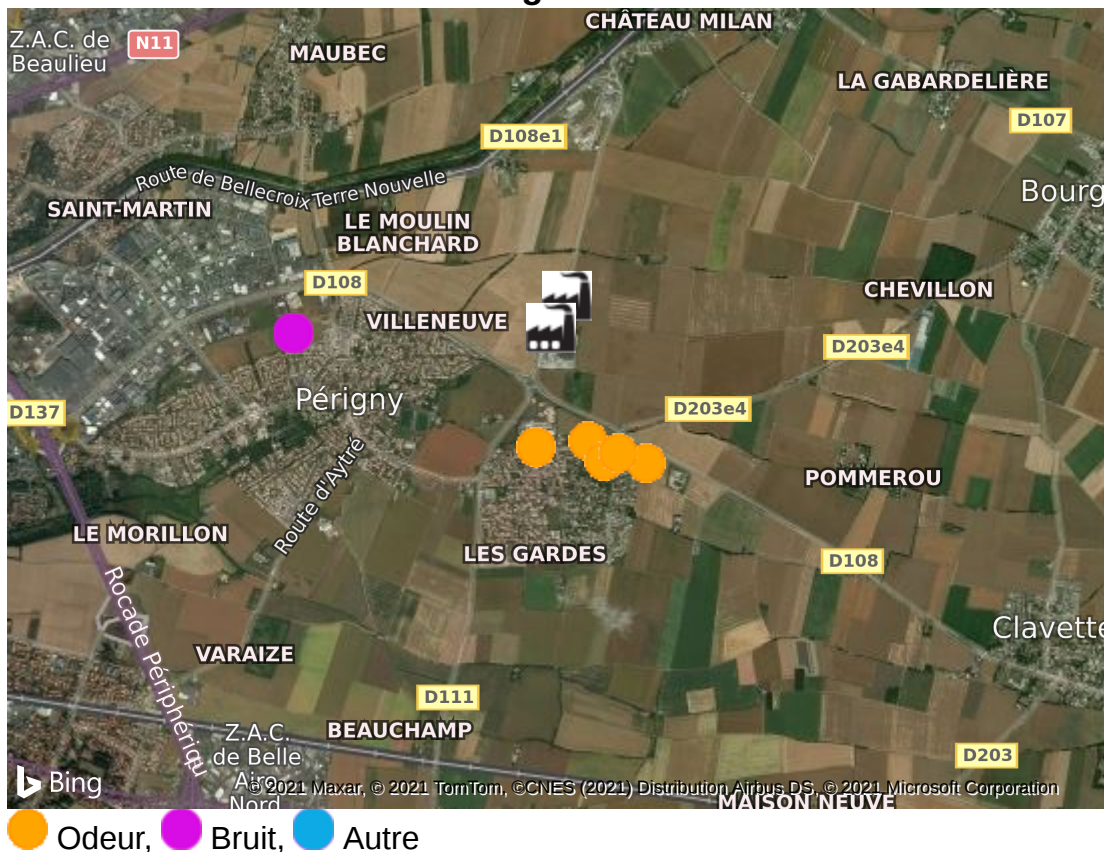 Z.A.C. de
Beaulieu
N11
MAUBEC
CHÂTEAU MILAN
LA GABARDELIÈRE
D107
D108e1
Route de Bellecroix Terre Nouvelle
Bourg
SAINT-MARTIN
LE MOULIN
BLANCHARD
D108
CHEVILLON
VILLENEUVE
D203e4
Périgny
D203e4
D137
Route d'Aytré
POMMEROU
LE MORILLON
LES GARDES
D108
Rocade Périphériqu
Clavette
VARAIZE
D111
BEAUCHAMP
Z.A.C.
de Belle
Aire
Nord
D203
Bing
© 2021 Maxar, © 2021 TomTom, ©CNES (2021) Distribution Airbus DS, © 2021 Microsoft Corporation
MAISON NEUVE
Odeur, Bruit, Autre